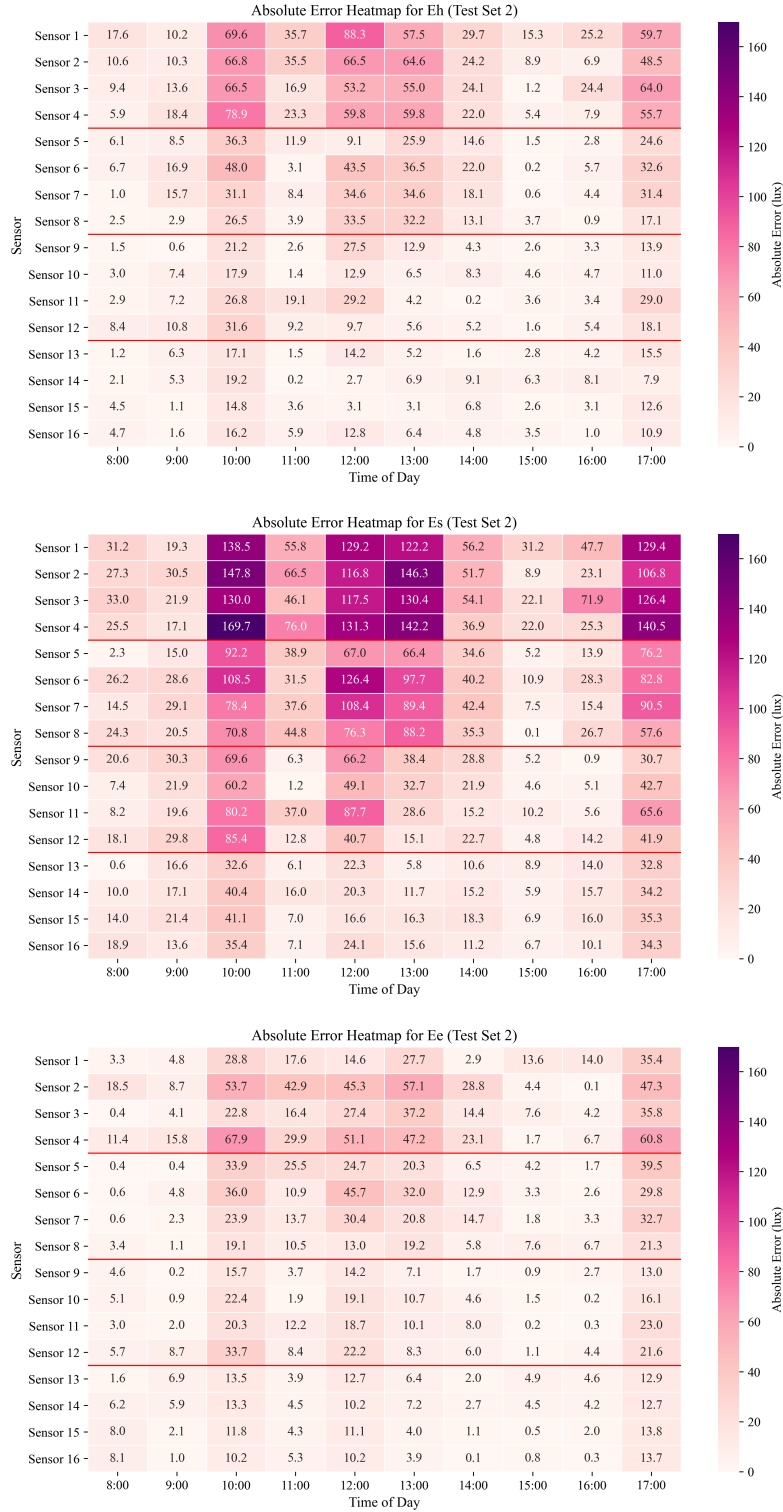 Absolute Error Heatmap for Eh (Test Set 2)
Sensor 1 17.6 10.2 69.6 35.7 88.3 57.5 29.7 15.3 25.2 59.7
Sensor 2 10.6 10.3 66.8 35.5 66.5 64.6 24.2 8.9 6.9 48.5
Sensor 3 9.4 13.6 66.5 16.9 53.2 55.0 24.1 1.2 24.4 64.0
Sensor 4 5.9 18.4 78.9 23.3 59.8 59.8 22.0 5.4 7.9 55.7
Sensor 5 6.1 8.5 36.3 11.9 9.1 25.9 14.6 1.5 2.8 24.6
Sensor 6 6.7 16.9 48.0 3.1 43.5 36.5 22.0 0.2 5.7 32.6
Sensor 7 1.0 15.7 31.1 8.4 34.6 34.6 18.1 0.6 4.4 31.4
Sensor 8 2.5 2.9 26.5 3.9 33.5 32.2 13.1 3.7 0.9 17.1
Sensor 9 1.5 0.6 21.2 2.6 27.5 12.9 4.3 2.6 3.3 13.9
Sensor 10 3.0 7.4 17.9 1.4 12.9 6.5 8.3 4.6 4.7 11.0
Sensor 11 2.9 7.2 26.8 19.1 29.2 4.2 0.2 3.6 3.4 29.0
Sensor 12 8.4 10.8 31.6 9.2 9.7 5.6 5.2 1.6 5.4 18.1
Sensor 13 1.2 6.3 17.1 1.5 14.2 5.2 1.6 2.8 4.2 15.5
Sensor 14 2.1 5.3 19.2 0.2 2.7 6.9 9.1 6.3 8.1 7.9
Sensor 15 4.5 1.1 14.8 3.6 3.1 3.1 6.8 2.6 3.1 12.6
Sensor 16 4.7 1.6 16.2 5.9 12.8 6.4 4.8 3.5 1.0 10.9
8:00 9:00 10:00 11:00 12:00 13:00 14:00 15:00 16:00 17:00
Time of Day
Sensor
160
140
120
100
80
60
40
20
0
Absolute Error (lux)
Absolute Error Heatmap for Es (Test Set 2)
Sensor 1 31.2 19.3 138.5 55.8 129.2 122.2 56.2 31.2 47.7 129.4
Sensor 2 27.3 30.5 147.8 66.5 116.8 146.3 51.7 8.9 23.1 106.8
Sensor 3 33.0 21.9 130.0 46.1 117.5 130.4 54.1 22.1 71.9 126.4
Sensor 4 25.5 17.1 169.7 76.0 131.3 142.2 36.9 22.0 25.3 140.5
Sensor 5 2.3 15.0 92.2 38.9 67.0 66.4 34.6 5.2 13.9 76.2
Sensor 6 26.2 28.6 108.5 31.5 126.4 97.7 40.2 10.9 28.3 82.8
Sensor 7 14.5 29.1 78.4 37.6 108.4 89.4 42.4 7.5 15.4 90.5
Sensor 8 24.3 20.5 70.8 44.8 76.3 88.2 35.3 0.1 26.7 57.6
Sensor 9 20.6 30.3 69.6 6.3 66.2 38.4 28.8 5.2 0.9 30.7
Sensor 10 7.4 21.9 60.2 1.2 49.1 32.7 21.9 4.6 5.1 42.7
Sensor 11 8.2 19.6 80.2 37.0 87.7 28.6 15.2 10.2 5.6 65.6
Sensor 12 18.1 29.8 85.4 12.8 40.7 15.1 22.7 4.8 14.2 41.9
Sensor 13 0.6 16.6 32.6 6.1 22.3 5.8 10.6 8.9 14.0 32.8
Sensor 14 10.0 17.1 40.4 16.0 20.3 11.7 15.2 5.9 15.7 34.2
Sensor 15 14.0 21.4 41.1 7.0 16.6 16.3 18.3 6.9 16.0 35.3
Sensor 16 18.9 13.6 35.4 7.1 24.1 15.6 11.2 6.7 10.1 34.3
8:00 9:00 10:00 11:00 12:00 13:00 14:00 15:00 16:00 17:00
Time of Day
Sensor
160
140
120
100
80
60
40
20
0
Absolute Error (lux)
Absolute Error Heatmap for Ee (Test Set 2)
Sensor 1 3.3 4.8 28.8 17.6 14.6 27.7 2.9 13.6 14.0 35.4
Sensor 2 18.5 8.7 53.7 42.9 45.3 57.1 28.8 4.4 0.1 47.3
Sensor 3 0.4 4.1 22.8 16.4 27.4 37.2 14.4 7.6 4.2 35.8
Sensor 4 11.4 15.8 67.9 29.9 51.1 47.2 23.1 1.7 6.7 60.8
Sensor 5 0.4 0.4 33.9 25.5 24.7 20.3 6.5 4.2 1.7 39.5
Sensor 6 0.6 4.8 36.0 10.9 45.7 32.0 12.9 3.3 2.6 29.8
Sensor 7 0.6 2.3 23.9 13.7 30.4 20.8 14.7 1.8 3.3 32.7
Sensor 8 3.4 1.1 19.1 10.5 13.0 19.2 5.8 7.6 6.7 21.3
Sensor 9 4.6 0.2 15.7 3.7 14.2 7.1 1.7 0.9 2.7 13.0
Sensor 10 5.1 0.9 22.4 1.9 19.1 10.7 4.6 1.5 0.2 16.1
Sensor 11 3.0 2.0 20.3 12.2 18.7 10.1 8.0 0.2 0.3 23.0
Sensor 12 5.7 8.7 33.7 8.4 22.2 8.3 6.0 1.1 4.4 21.6
Sensor 13 1.6 6.9 13.5 3.9 12.7 6.4 2.0 4.9 4.6 12.9
Sensor 14 6.2 5.9 13.3 4.5 10.2 7.2 2.7 4.5 4.2 12.7
Sensor 15 8.0 2.1 11.8 4.3 11.1 4.0 1.1 0.5 2.0 13.8
Sensor 16 8.1 1.0 10.2 5.3 10.2 3.9 0.1 0.8 0.3 13.7
8:00 9:00 10:00 11:00 12:00 13:00 14:00 15:00 16:00 17:00
Time of Day
Sensor
160
140
120
100
80
60
40
20
0
Absolute Error (lux)